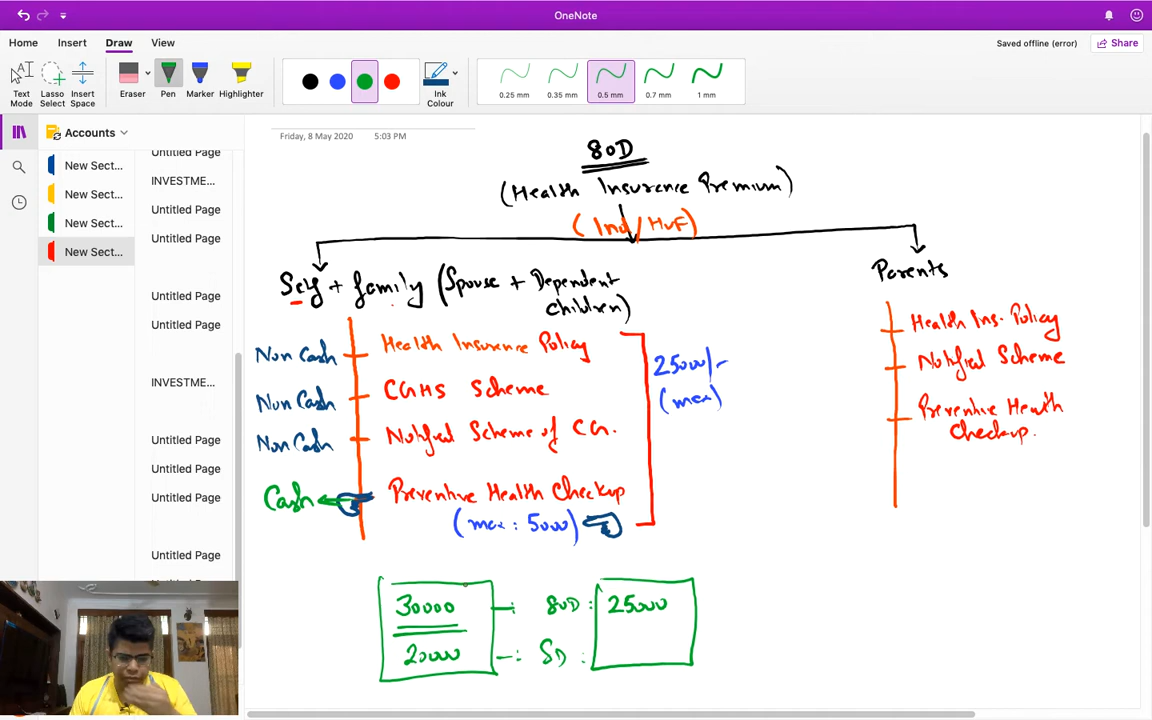 OneNote
Home Insert Draw View
Saved offline (error)
Share
Text Mode
Lasso Select
Insert Space
Eraser
Pen
Marker
Highlighter
Ink Colour
0.25 mm
0.35 mm
0.5 mm
0.7 mm
1 mm
Accounts
Untitled Page
New Sect...
INVESTME...
New Sect...
Untitled Page
New Sect...
Untitled Page
New Sect...
Untitled Page
Untitled Page
INVESTME...
Untitled Page
Untitled Page
Untitled Page
Untitled Page
Untitled Page
Friday, 8 May 2020 5:03 PM
80D
(Health Insurance Premium)
(Ind/HUF)
Self + family (Spouse + Dependent
children)
Non Cash Health Insurance Policy
Non Cash CGHS Scheme
Non Cash Notified Scheme of CG.
Cash Preventive Health Checkup
(max: 5000)
25000/-
(max)
Parents
Health Ins. Policy
Notified Scheme
Preventive Health
Checkup.
30000 80D: 25000
20000 SD: